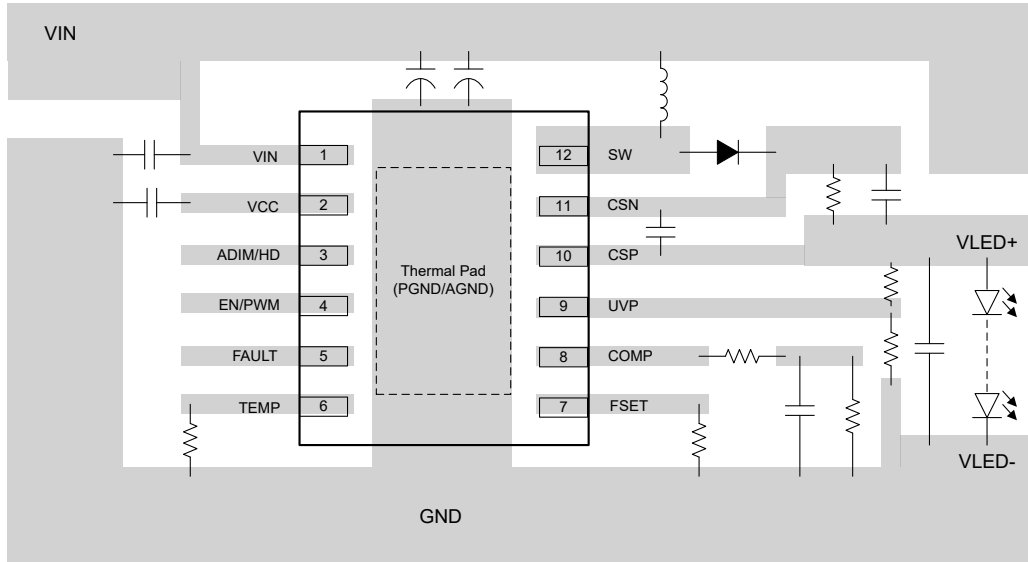 VIN
VIN 1
VCC 2
ADIM/HD 3
EN/PWM 4
FAULT 5
TEMP 6
Thermal Pad
(PGND/AGND)
12 SW
11 CSN
10 CSP
9 UVP
8 COMP
7 FSET
VLED+
VLED-
GND